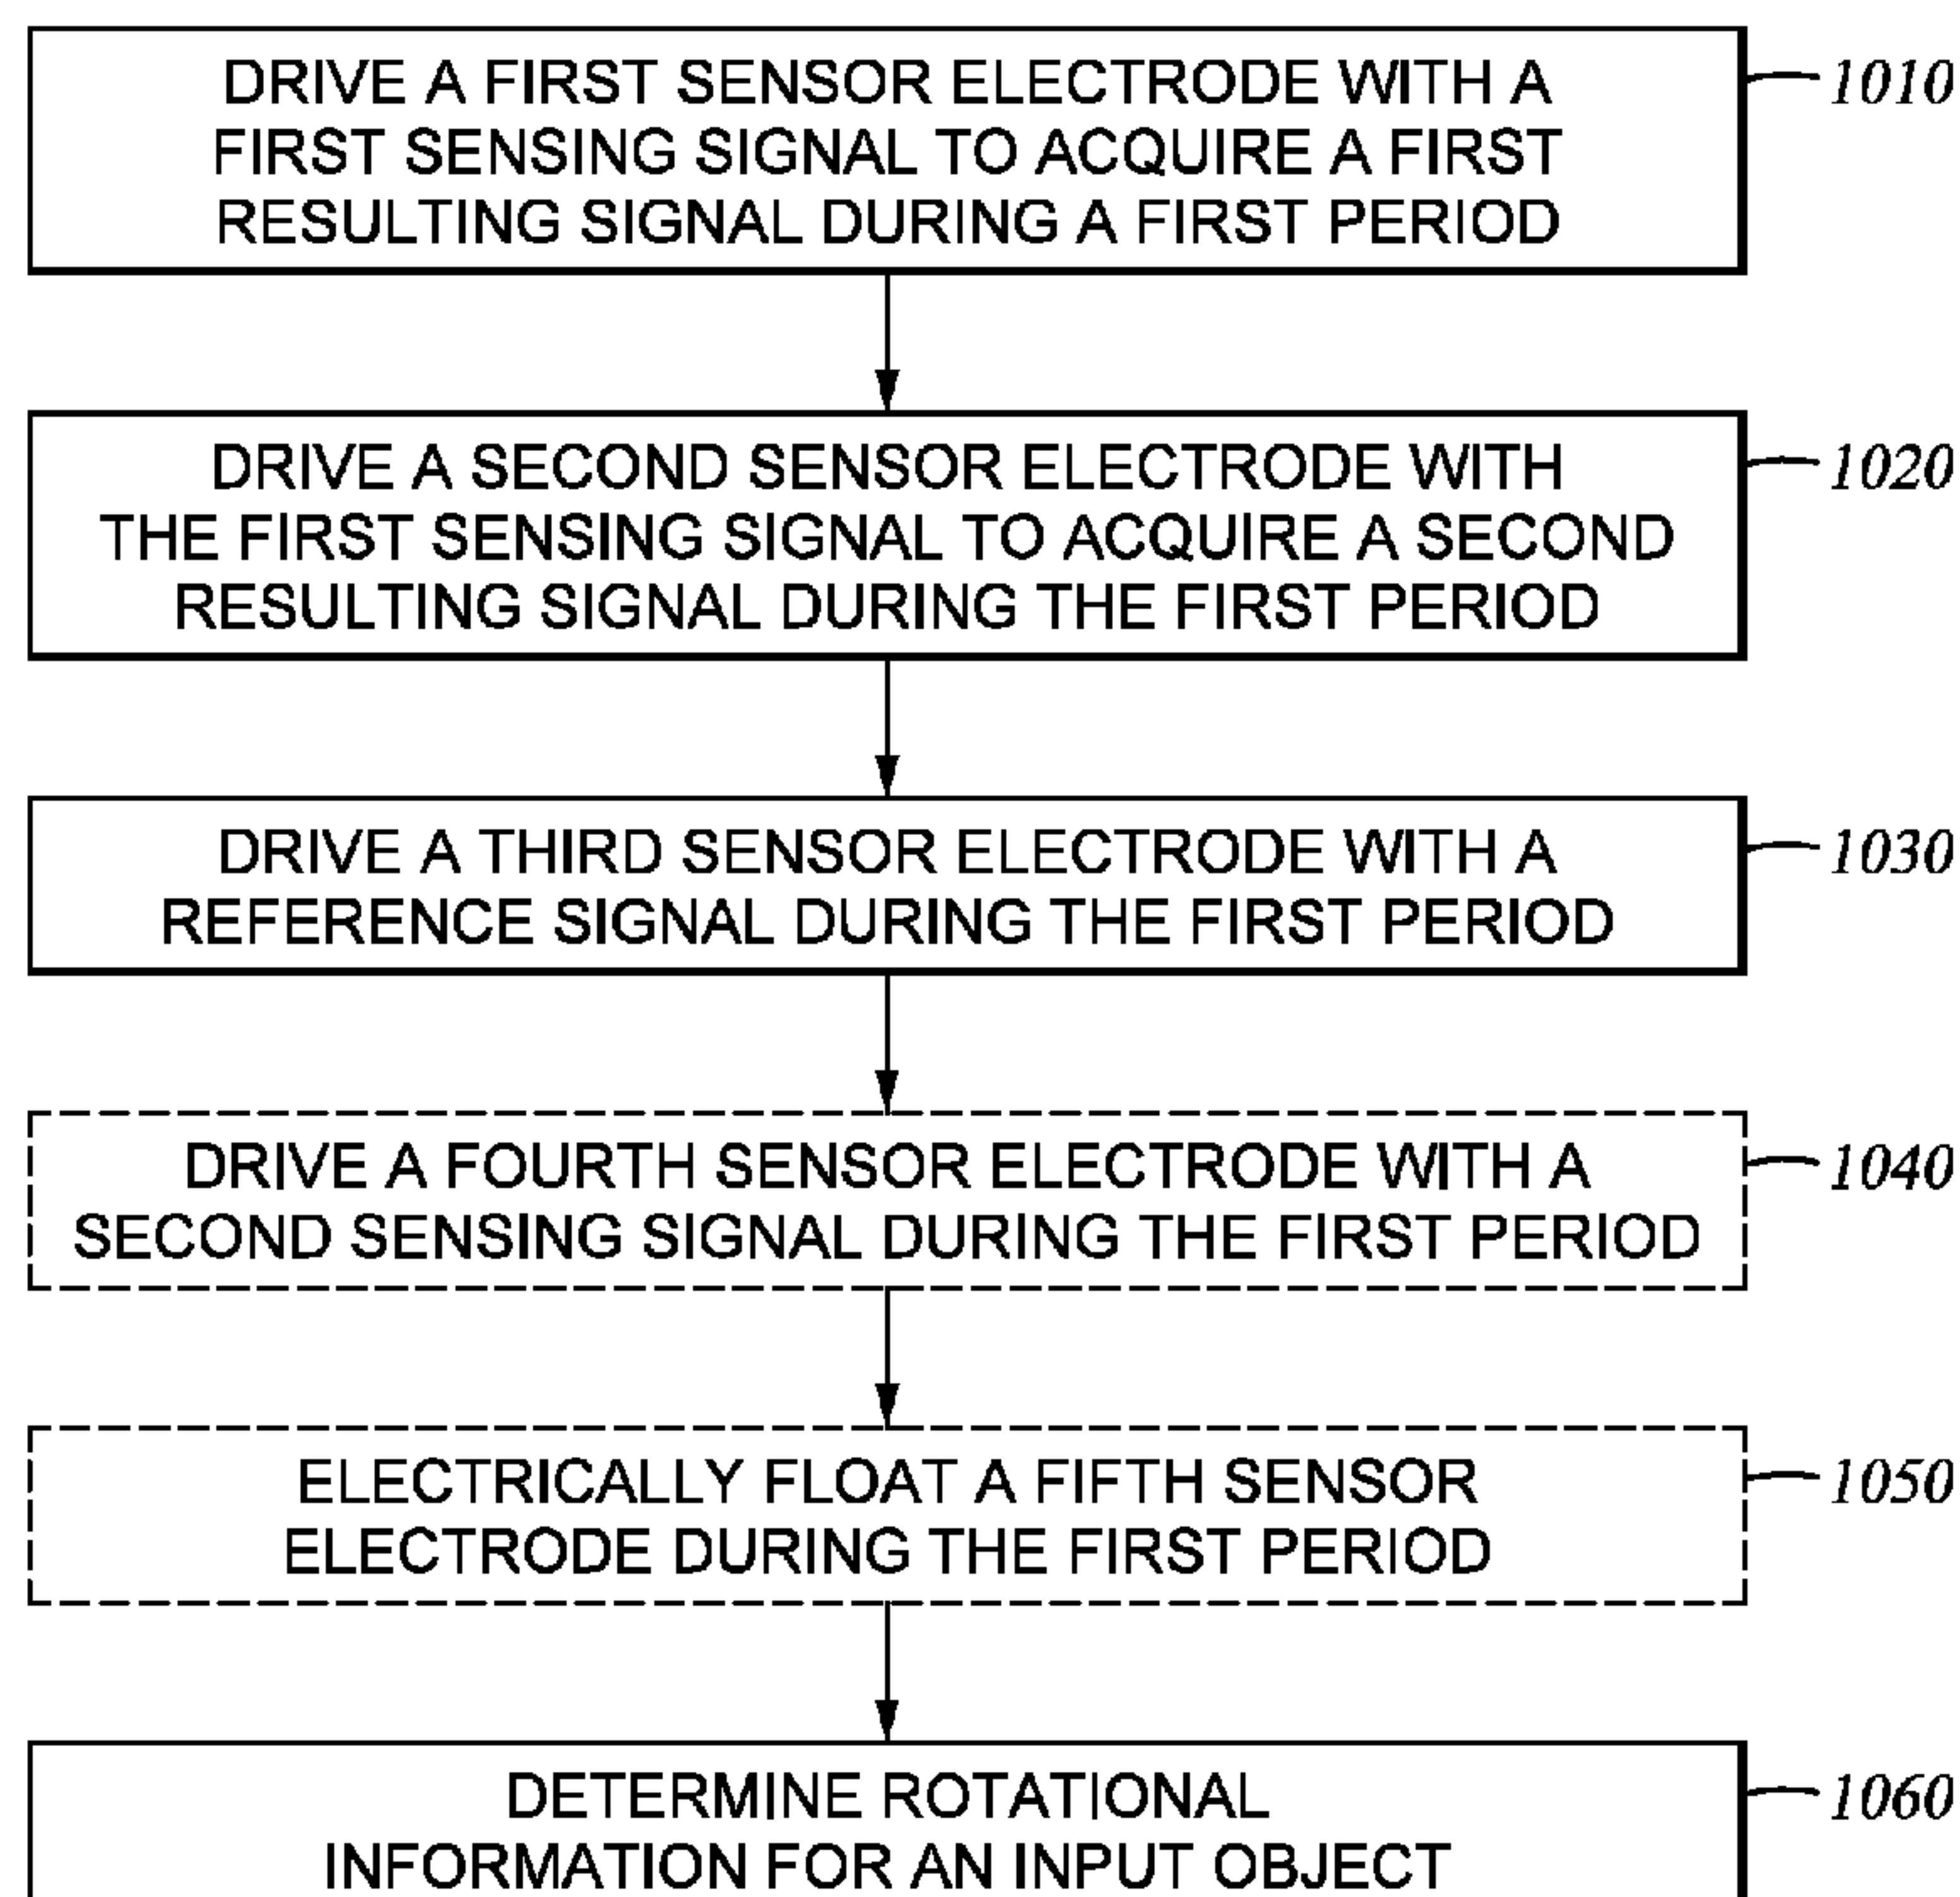 DRIVE A FIRST SENSOR ELECTRODE WITH A
FIRST SENSING SIGNAL TO ACQUIRE A FIRST
RESULTING SIGNAL DURING A FIRST PERIOD
1010
DRIVE A SECOND SENSOR ELECTRODE WITH
THE FIRST SENSING SIGNAL TO ACQUIRE A SECOND
RESULTING SIGNAL DURING THE FIRST PERIOD
1020
DRIVE A THIRD SENSOR ELECTRODE WITH A
REFERENCE SIGNAL DURING THE FIRST PERIOD
1030
DRIVE A FOURTH SENSOR ELECTRODE WITH A
SECOND SENSING SIGNAL DURING THE FIRST PERIOD
1040
ELECTRICALLY FLOAT A FIFTH SENSOR
ELECTRODE DURING THE FIRST PERIOD
1050
DETERMINE ROTATIONAL
INFORMATION FOR AN INPUT OBJECT
1060